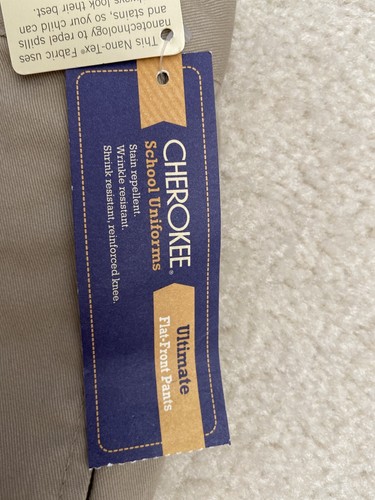 This Nano-Tex® Fabric uses
nanotechnology to repel spills
and stains, so your child can
always look their best.
CHEROKEE®
School Uniforms
Stain repellent.
Wrinkle resistant.
Shrink resistant, reinforced knee.
Ultimate
Flat-Front Pants